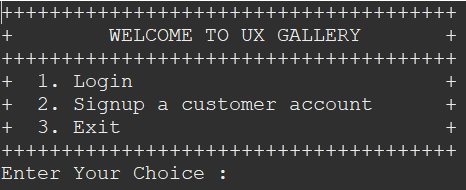 ++++++++++++++++++++++++++++++++++++++
+        WELCOME TO UX GALLERY       +
++++++++++++++++++++++++++++++++++++++
+  1. Login                          +
+  2. Signup a customer account      +
+  3. Exit                           +
++++++++++++++++++++++++++++++++++++++
Enter Your Choice :